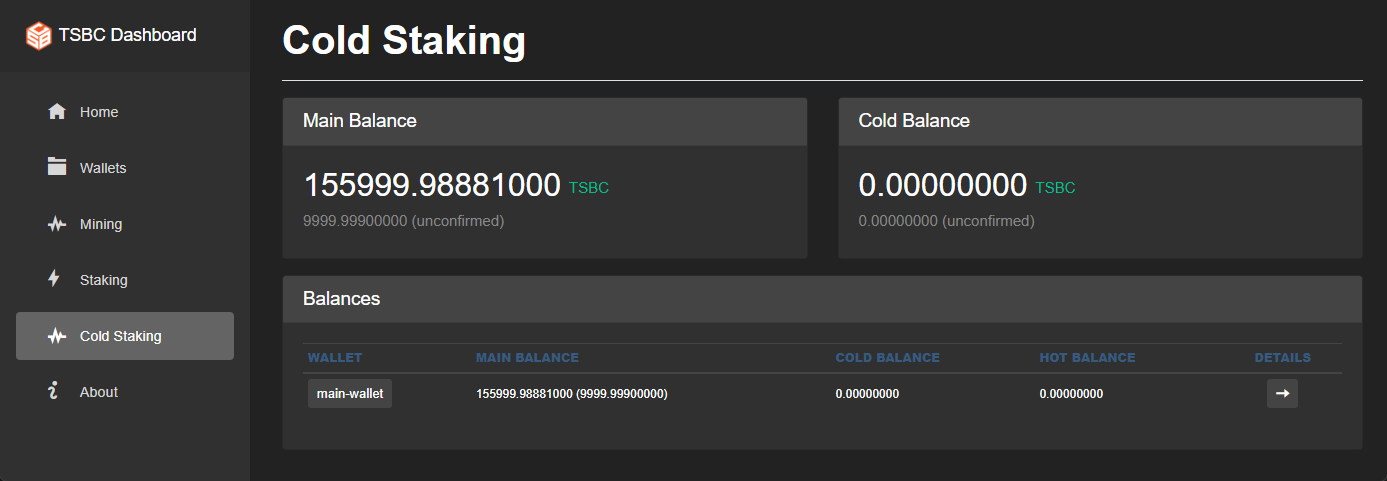 TSBC Dashboard
Home
Wallets
Mining
Staking
Cold Staking
About
Cold Staking
Main Balance
155999.98881000 TSBC
9999.99900000 (unconfirmed)
Cold Balance
0.00000000 TSBC
0.00000000 (unconfirmed)
Balances
WALLET MAIN BALANCE COLD BALANCE HOT BALANCE DETAILS
main-wallet 155999.98881000 (9999.99900000) 0.00000000 0.00000000